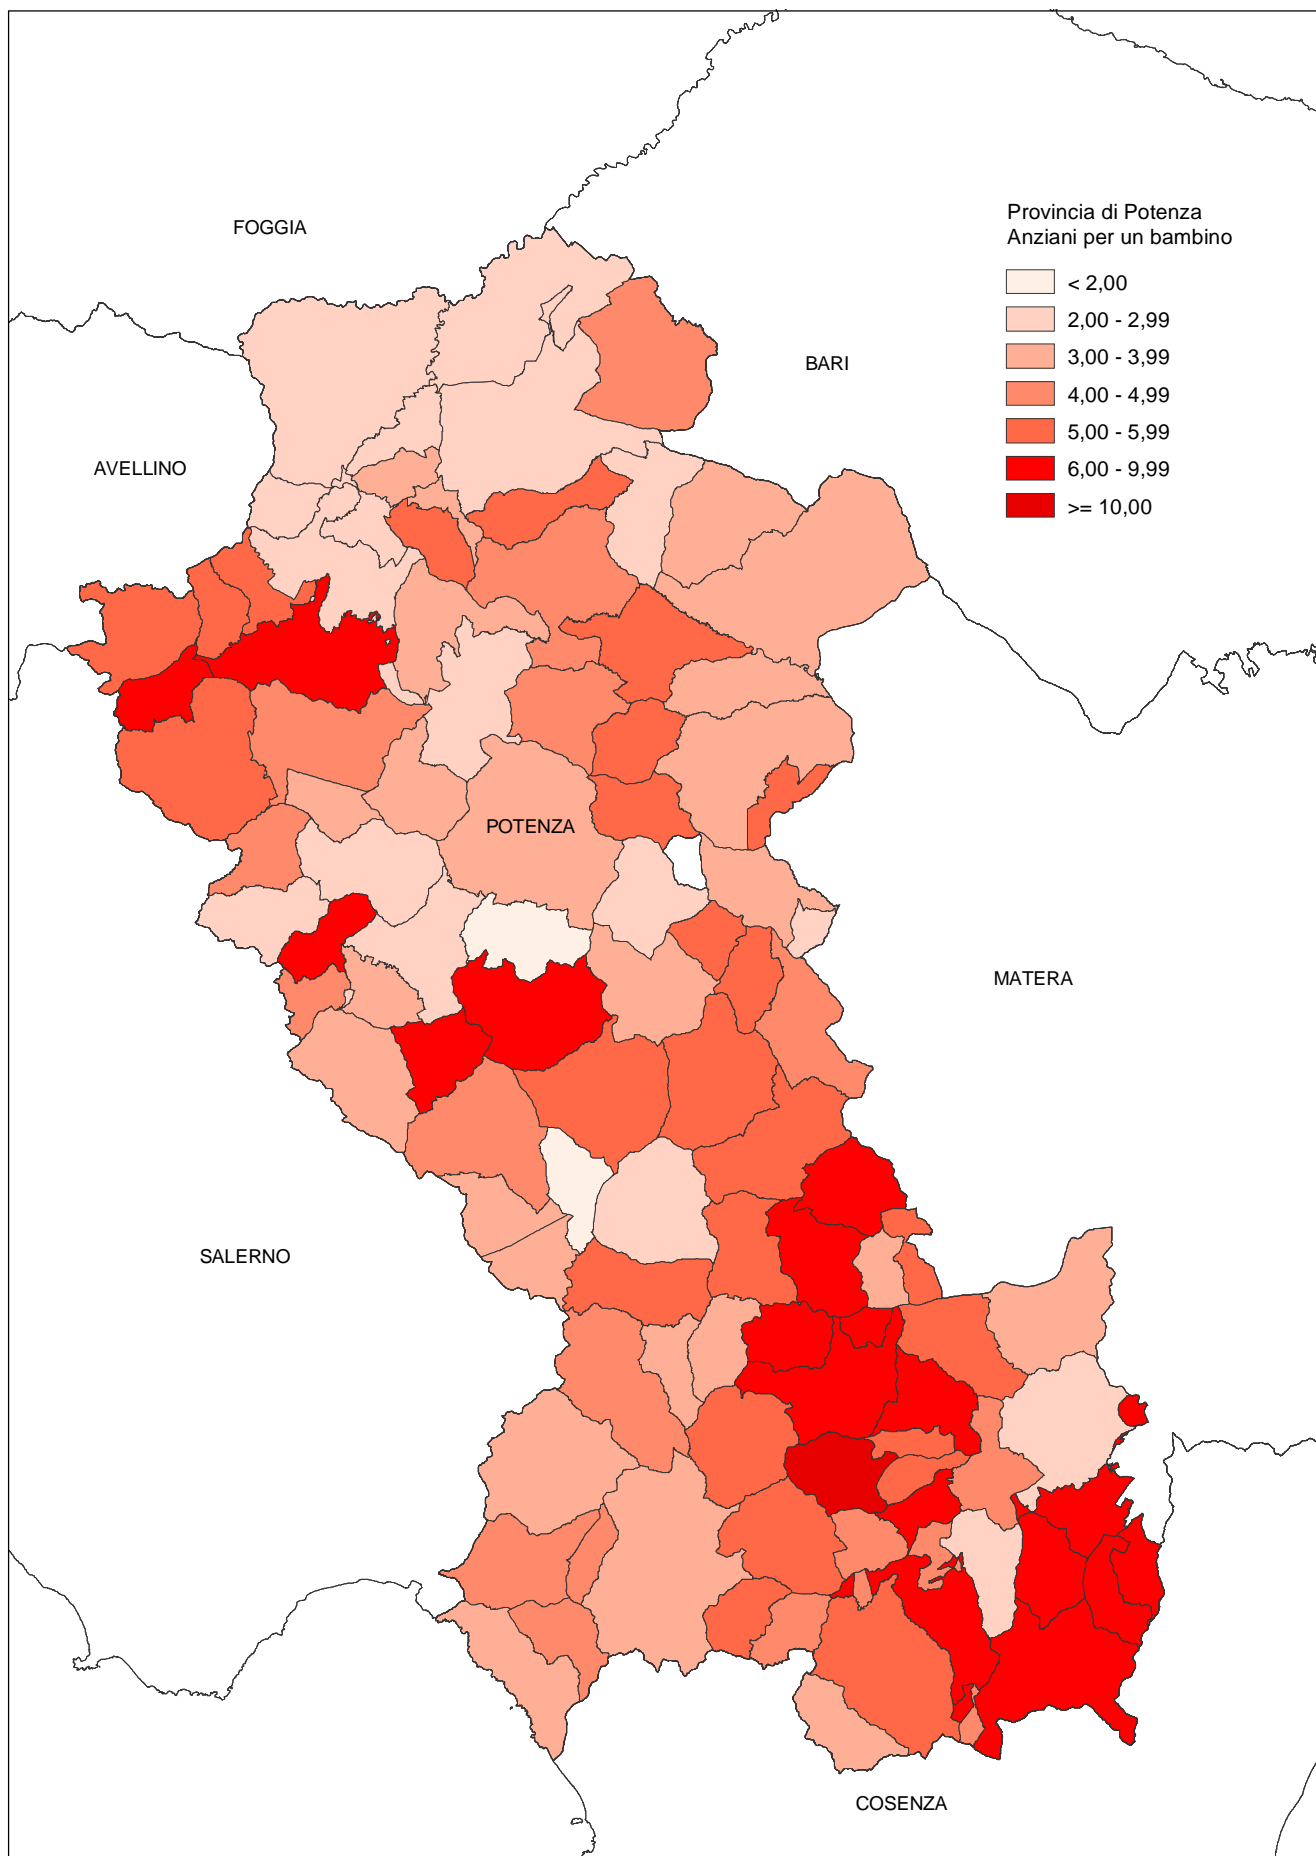 FOGGIA
Provincia di Potenza
Anziani per un bambino
< 2,00
2,00 - 2,99
3,00 - 3,99
4,00 - 4,99
5,00 - 5,99
6,00 - 9,99
>= 10,00
BARI
AVELLINO
POTENZA
MATERA
SALERNO
COSENZA